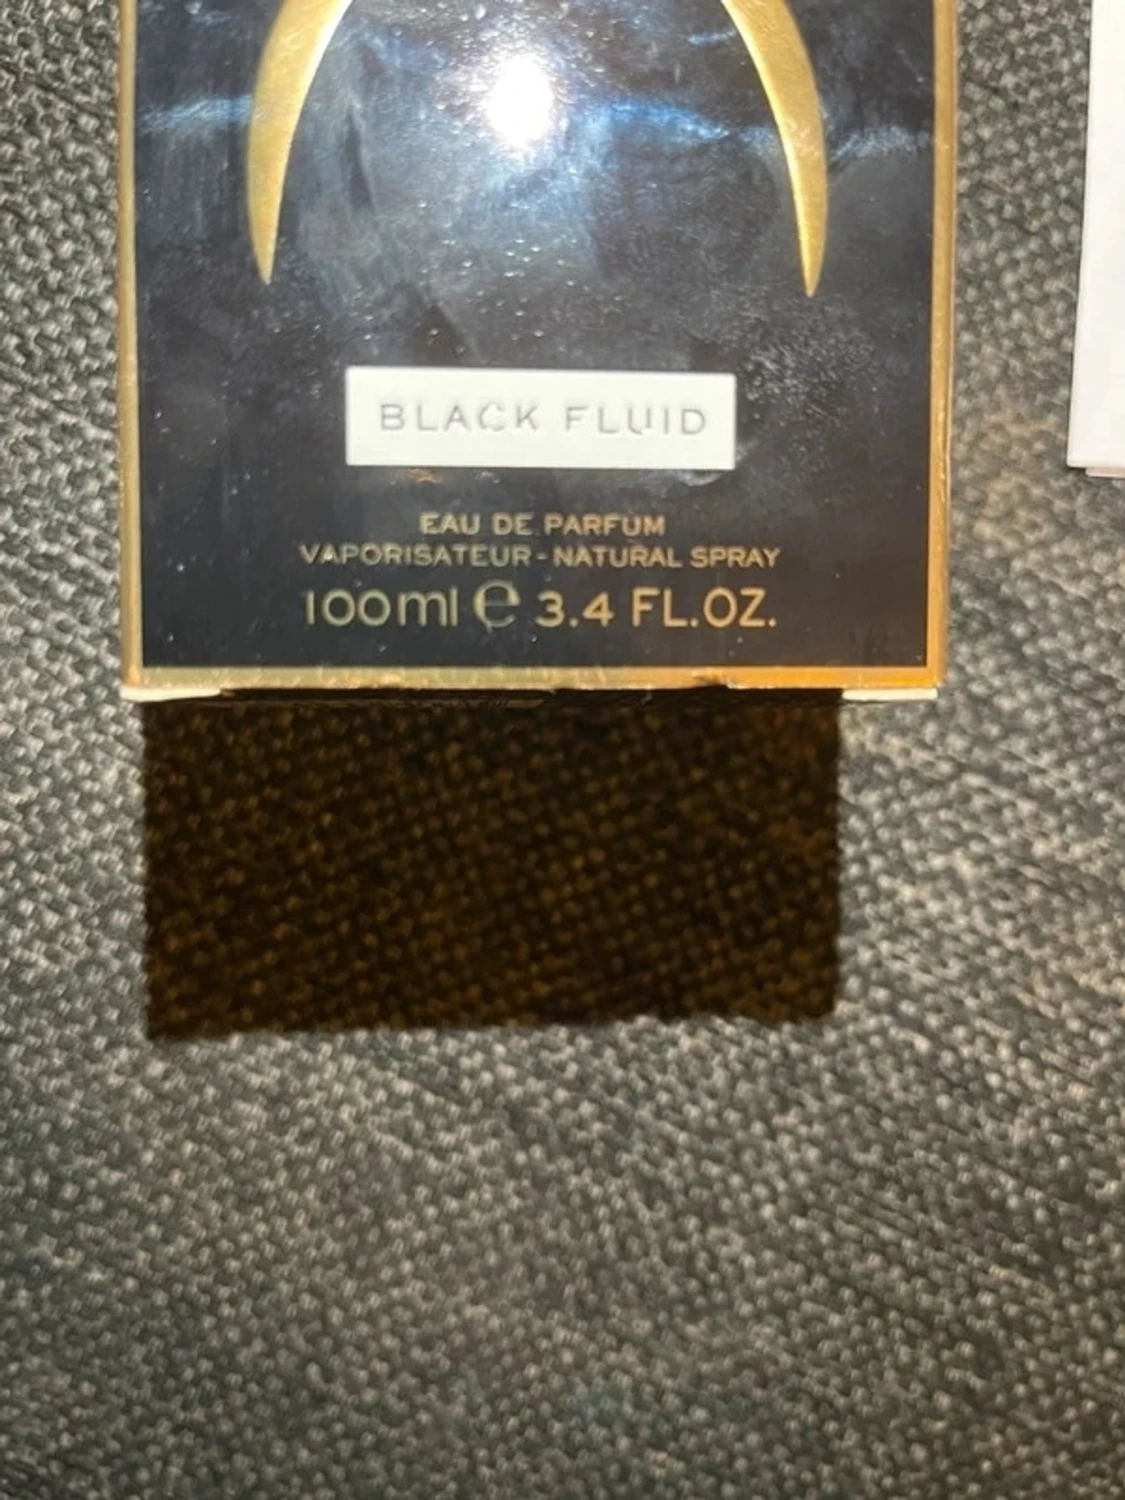 BLACK FLUID
EAU DE PARFUM
VAPORISATEUR-NATURAL SPRAY
100ml ℮ 3.4 FL.OZ.